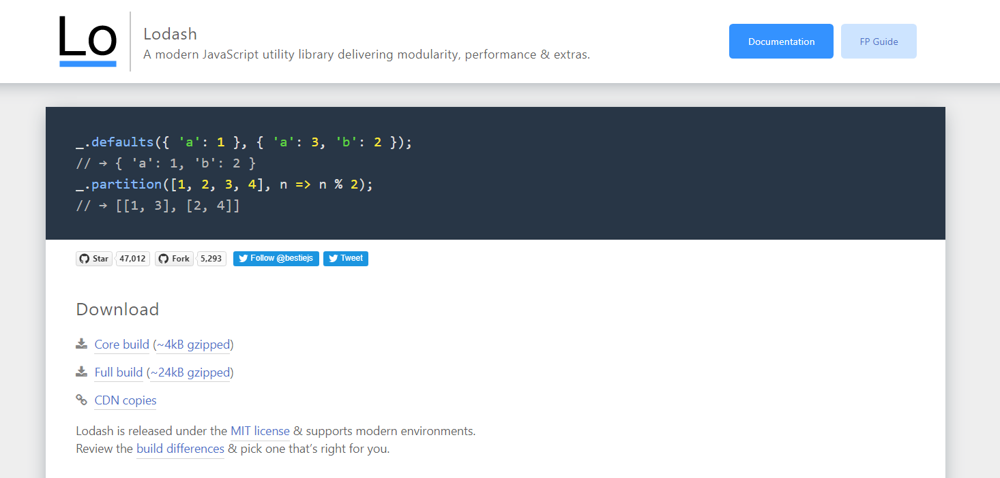 Lo
Lodash
A modern JavaScript utility library delivering modularity, performance & extras.
Documentation
FP Guide
_.defaults({ 'a': 1 }, { 'a': 3, 'b': 2 });
// → { 'a': 1, 'b': 2 }
_.partition([1, 2, 3, 4], n => n % 2);
// → [[1, 3], [2, 4]]
Star 47,012 Fork 5,293 Follow @bestiejs Tweet
Download
Core build (~4kB gzipped)
Full build (~24kB gzipped)
CDN copies
Lodash is released under the MIT license & supports modern environments.
Review the build differences & pick one that’s right for you.